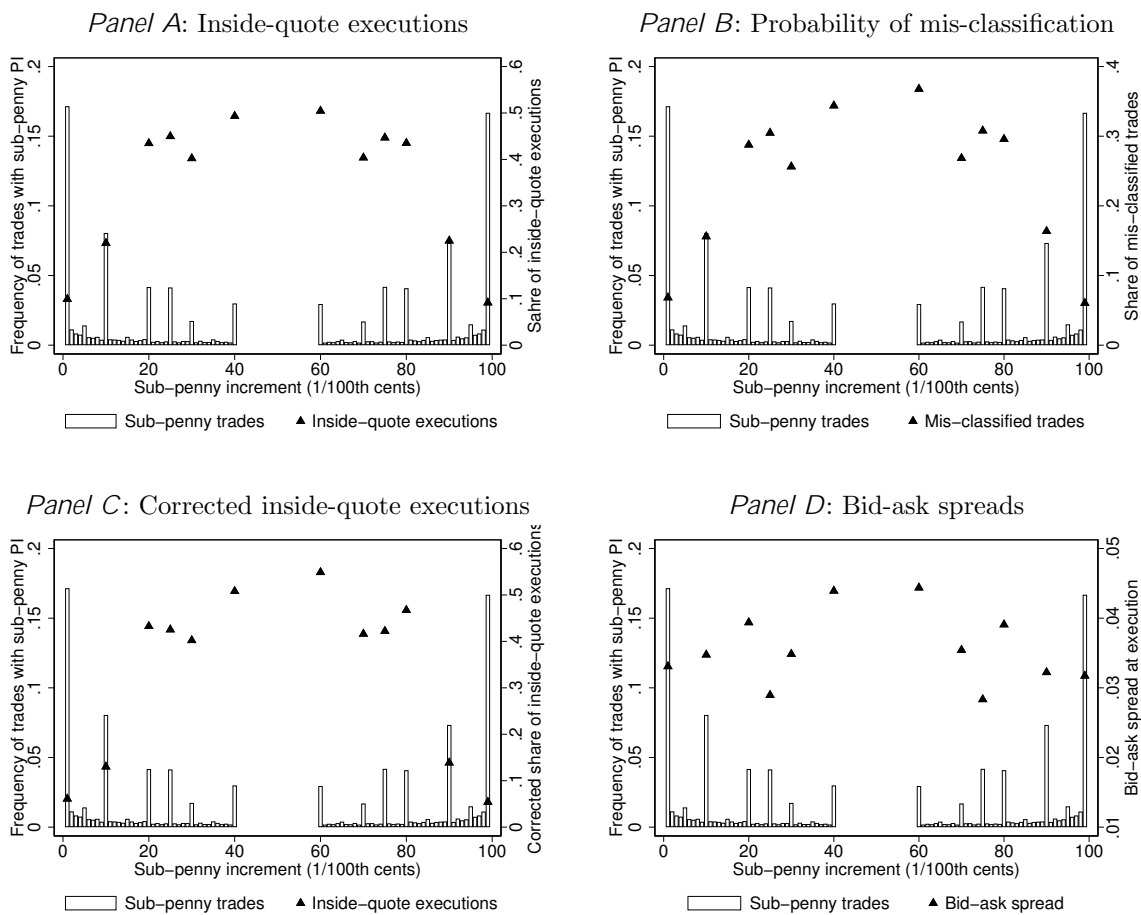 Panel A: Inside-quote executions
Frequency of trades with sub−penny PI
0 .05 .1 .15 .2
Sahre of inside−quote executions
0 .1 .2 .3 .4 .5 .6
0 20 40 60 80 100
Sub−penny increment (1/100th cents)
Sub−penny trades Inside−quote executions
Panel B: Probability of mis-classification
Frequency of trades with sub−penny PI
0 .05 .1 .15 .2
Share of mis−classified trades
0 .1 .2 .3 .4
0 20 40 60 80 100
Sub−penny increment (1/100th cents)
Sub−penny trades Mis−classified trades
Panel C: Corrected inside-quote executions
Frequency of trades with sub−penny PI
0 .05 .1 .15 .2
Corrected share of inside−quote executions
0 .1 .2 .3 .4 .5 .6
0 20 40 60 80 100
Sub−penny increment (1/100th cents)
Sub−penny trades Inside−quote executions
Panel D: Bid-ask spreads
Frequency of trades with sub−penny PI
0 .05 .1 .15 .2
Bid−ask spread at execution
.01 .02 .03 .04 .05
0 20 40 60 80 100
Sub−penny increment (1/100th cents)
Sub−penny trades Bid−ask spread